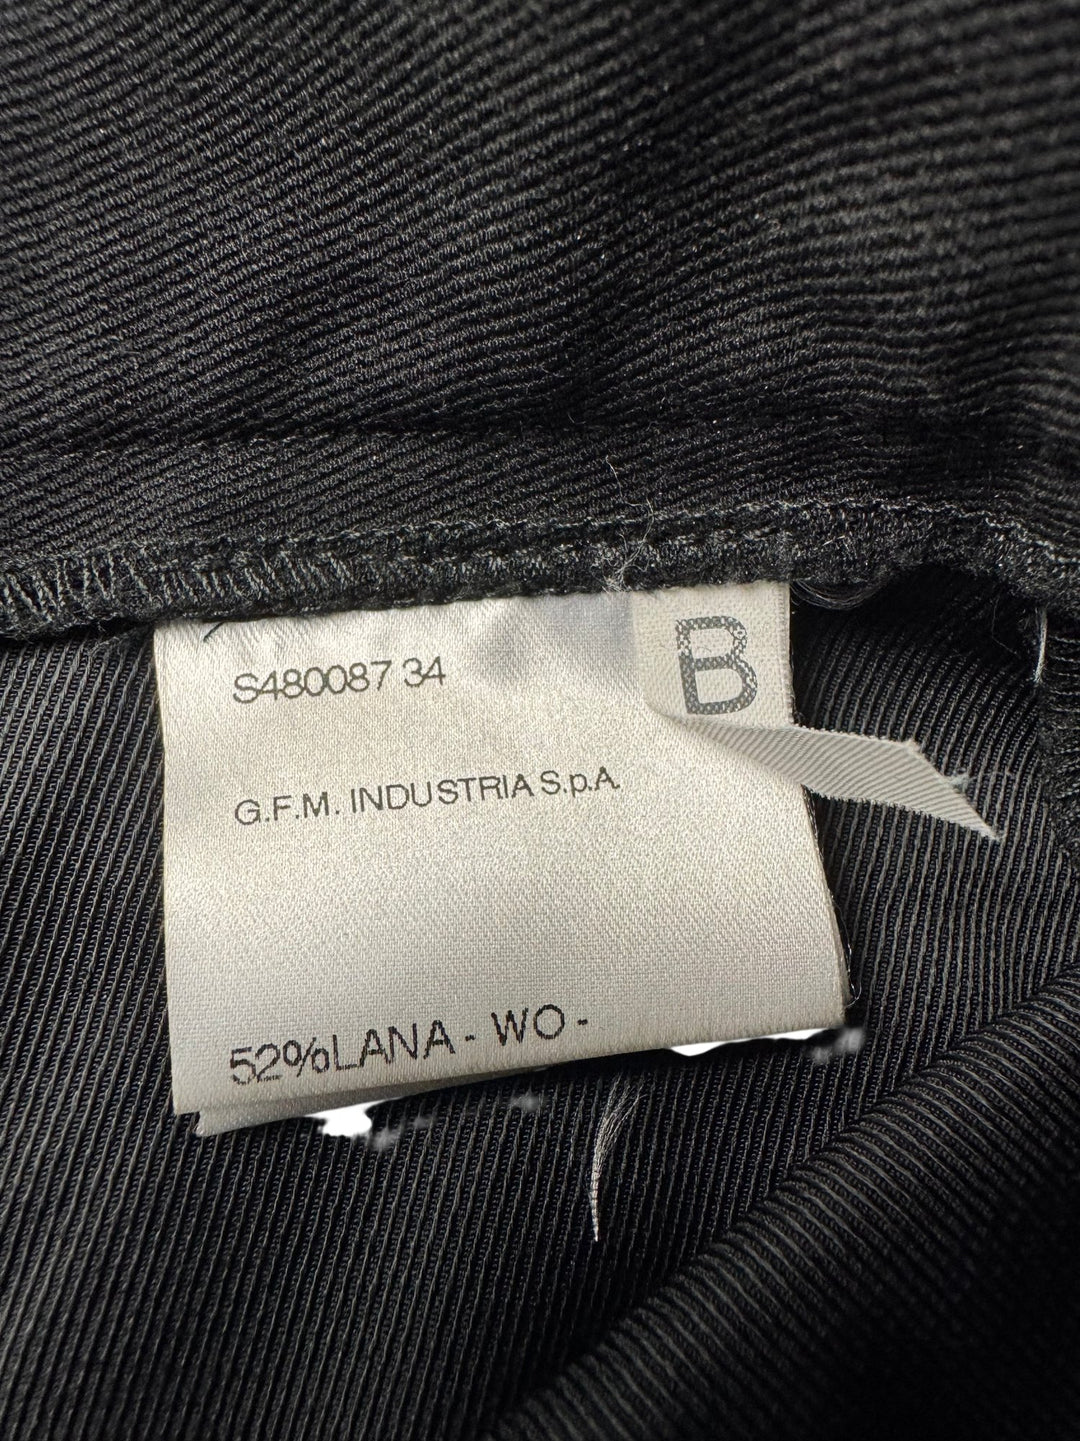 S480087 34
B
G.F.M. INDUSTRIA S.p.A.
52%LANA - WO -